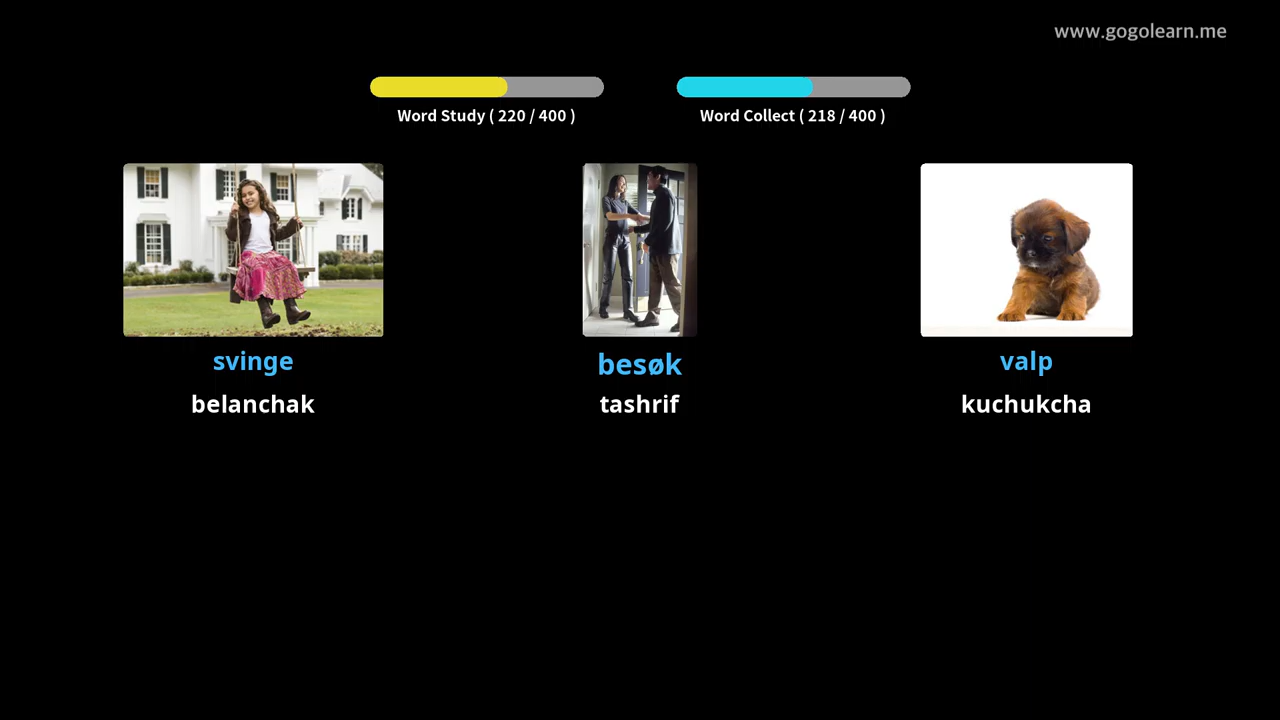 www.gogolearn.me
Word Study ( 220 / 400 )
Word Collect ( 218 / 400 )
svinge
belanchak
besøk
tashrif
valp
kuchukcha